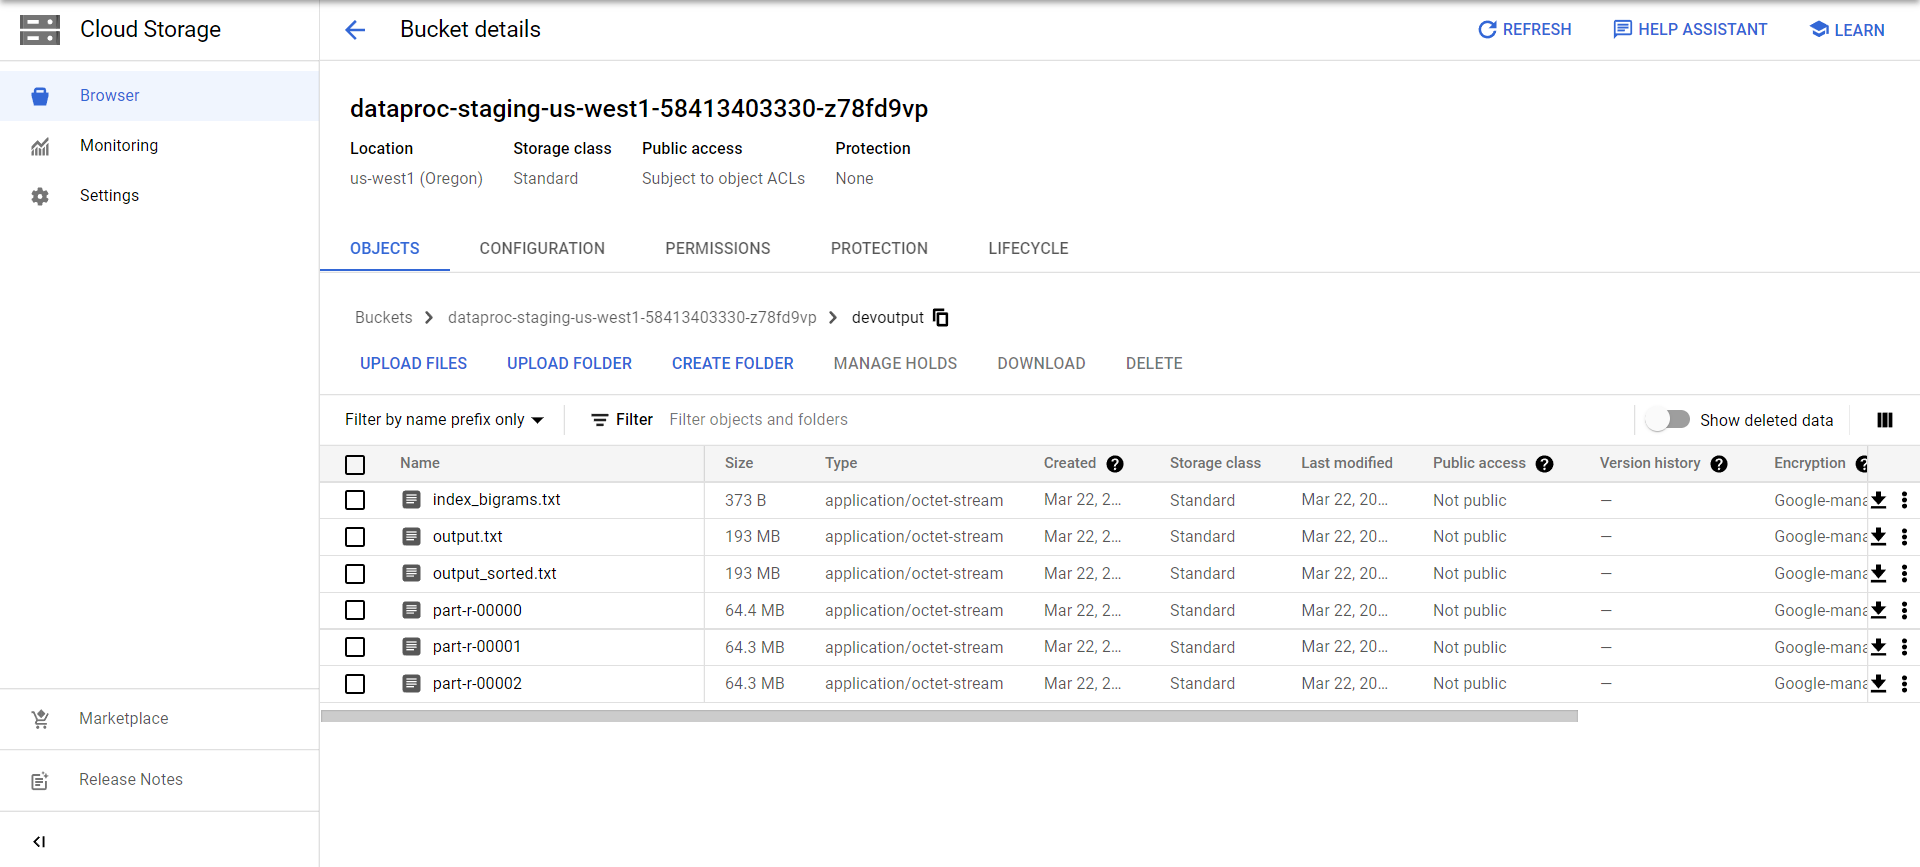 Cloud Storage
Bucket details
REFRESH
HELP ASSISTANT
LEARN
Browser
Monitoring
Settings
dataproc-staging-us-west1-58413403330-z78fd9vp
Location Storage class Public access Protection
us-west1 (Oregon) Standard Subject to object ACLs None
OBJECTS CONFIGURATION PERMISSIONS PROTECTION LIFECYCLE
Buckets dataproc-staging-us-west1-58413403330-z78fd9vp devoutput
UPLOAD FILES UPLOAD FOLDER CREATE FOLDER MANAGE HOLDS DOWNLOAD DELETE
Filter by name prefix only Filter Filter objects and folders Show deleted data
Name Size Type Created Storage class Last modified Public access Version history Encryption
index_bigrams.txt 373 B application/octet-stream Mar 22, 2... Standard Mar 22, 20... Not public — Google-mana
output.txt 193 MB application/octet-stream Mar 22, 2... Standard Mar 22, 20... Not public — Google-mana
output_sorted.txt 193 MB application/octet-stream Mar 22, 2... Standard Mar 22, 20... Not public — Google-mana
part-r-00000 64.4 MB application/octet-stream Mar 22, 2... Standard Mar 22, 20... Not public — Google-mana
part-r-00001 64.3 MB application/octet-stream Mar 22, 2... Standard Mar 22, 20... Not public — Google-mana
part-r-00002 64.3 MB application/octet-stream Mar 22, 2... Standard Mar 22, 20... Not public — Google-mana
Marketplace
Release Notes